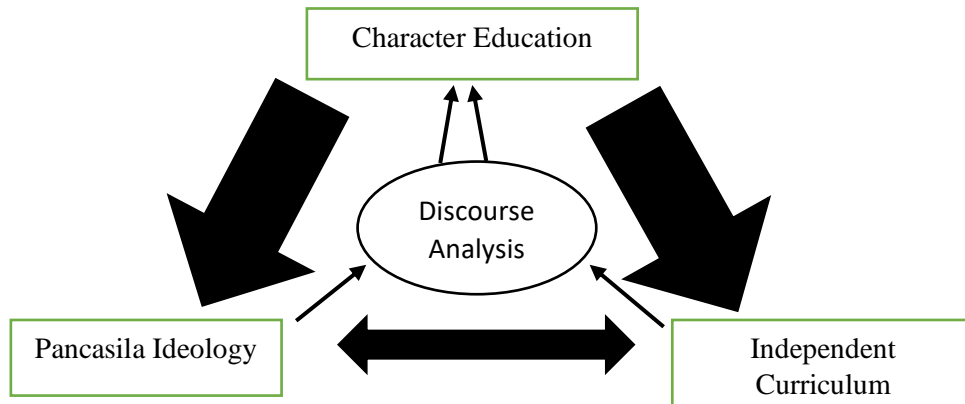 Character Education
Discourse
Analysis
Pancasila Ideology
Independent
Curriculum